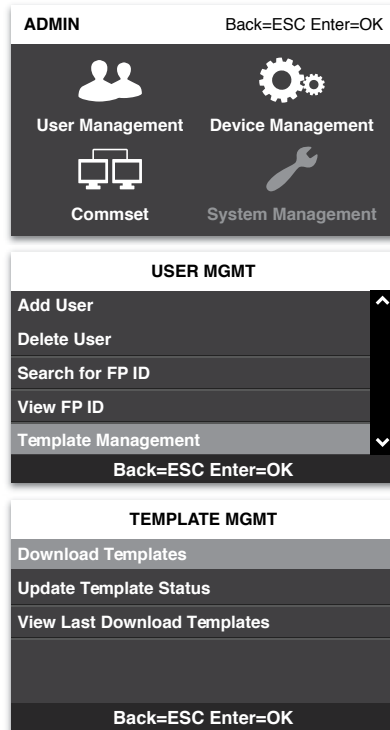 ADMIN Back=ESC Enter=OK
User Management Device Management
Commset System Management
USER MGMT
Add User
Delete User
Search for FP ID
View FP ID
Template Management
Back=ESC Enter=OK
TEMPLATE MGMT
Download Templates
Update Template Status
View Last Download Templates
Back=ESC Enter=OK